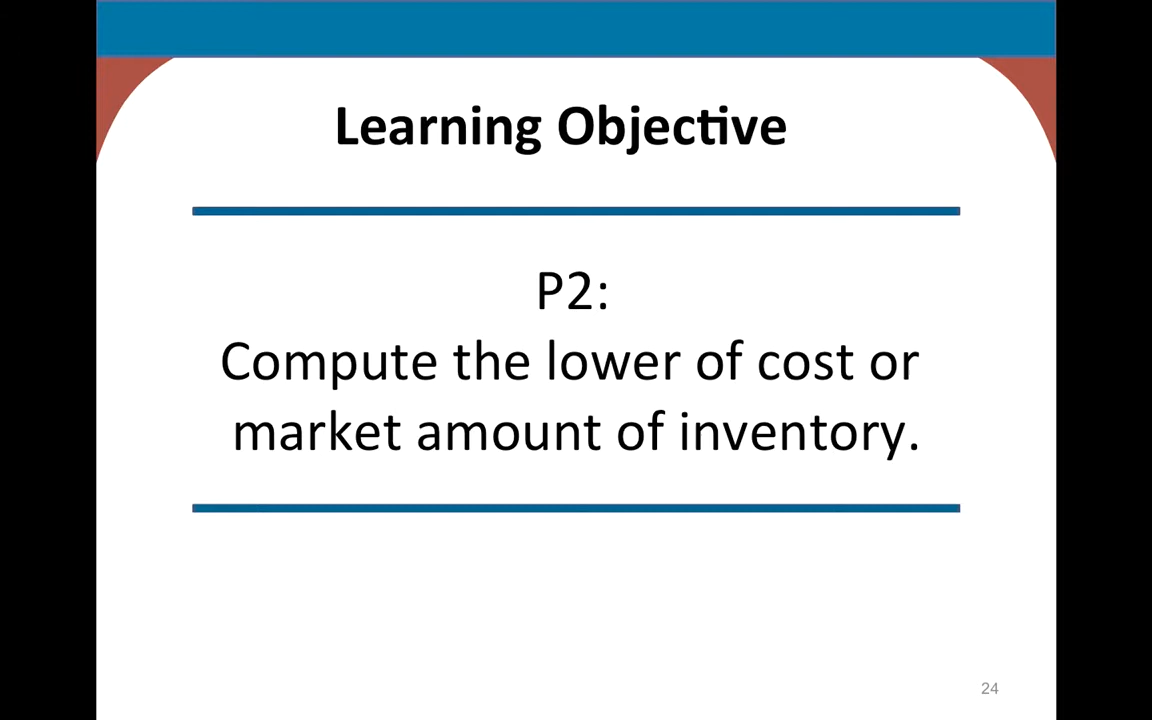 Learning Objective
P2:
Compute the lower of cost or
market amount of inventory.
24